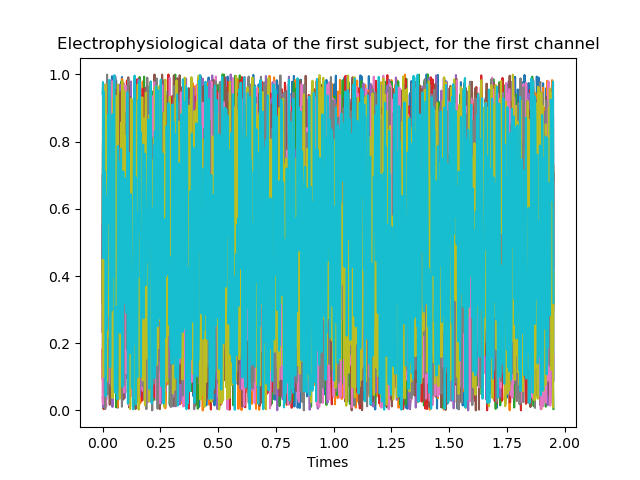 Electrophysiological data of the first subject, for the first channel
1.0
0.8
0.6
0.4
0.2
0.0
0.00 0.25 0.50 0.75 1.00 1.25 1.50 1.75 2.00
Times